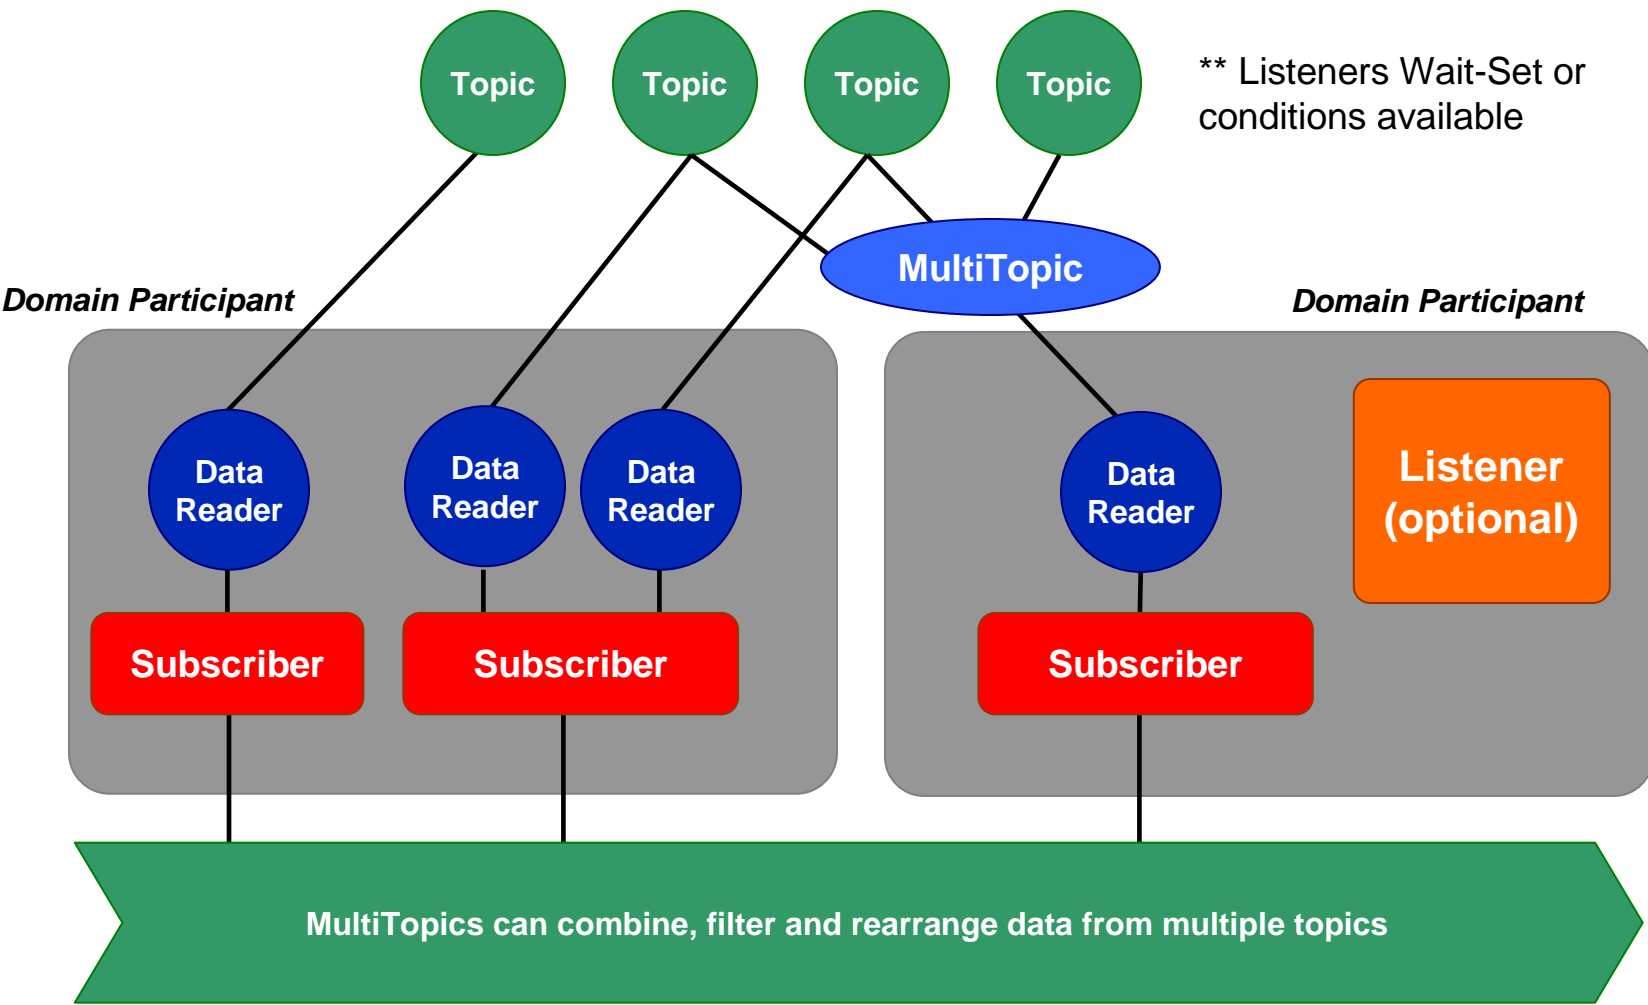 Topic
Topic
Topic
Topic
** Listeners Wait-Set or
conditions available
MultiTopic
Domain Participant
Domain Participant
Data
Reader
Data
Reader
Data
Reader
Data
Reader
Listener
(optional)
Subscriber
Subscriber
Subscriber
MultiTopics can combine, filter and rearrange data from multiple topics